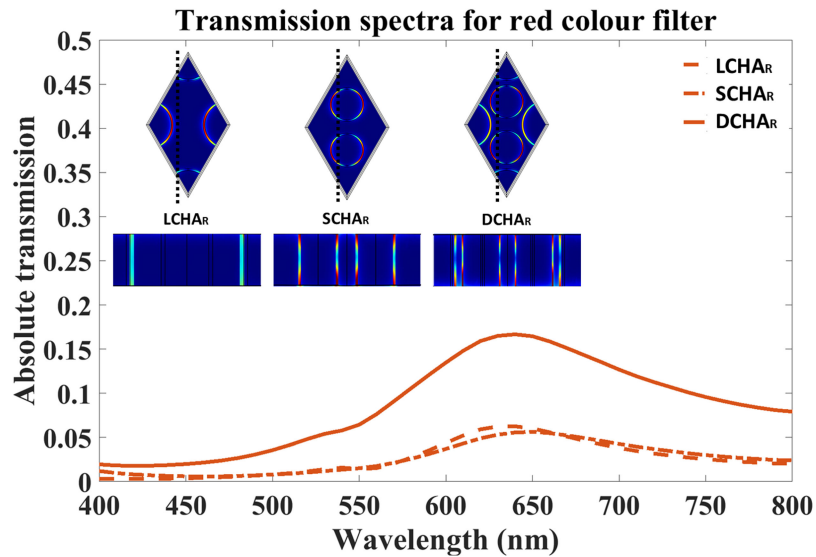 Transmission spectra for red colour filter
Absolute transmission
0.5
0.45
0.4
0.35
0.3
0.25
0.2
0.15
0.1
0.05
0
LCHAR
SCHAR
DCHAR
LCHAR
SCHAR
DCHAR
400
450
500
550
600
650
700
750
800
Wavelength (nm)